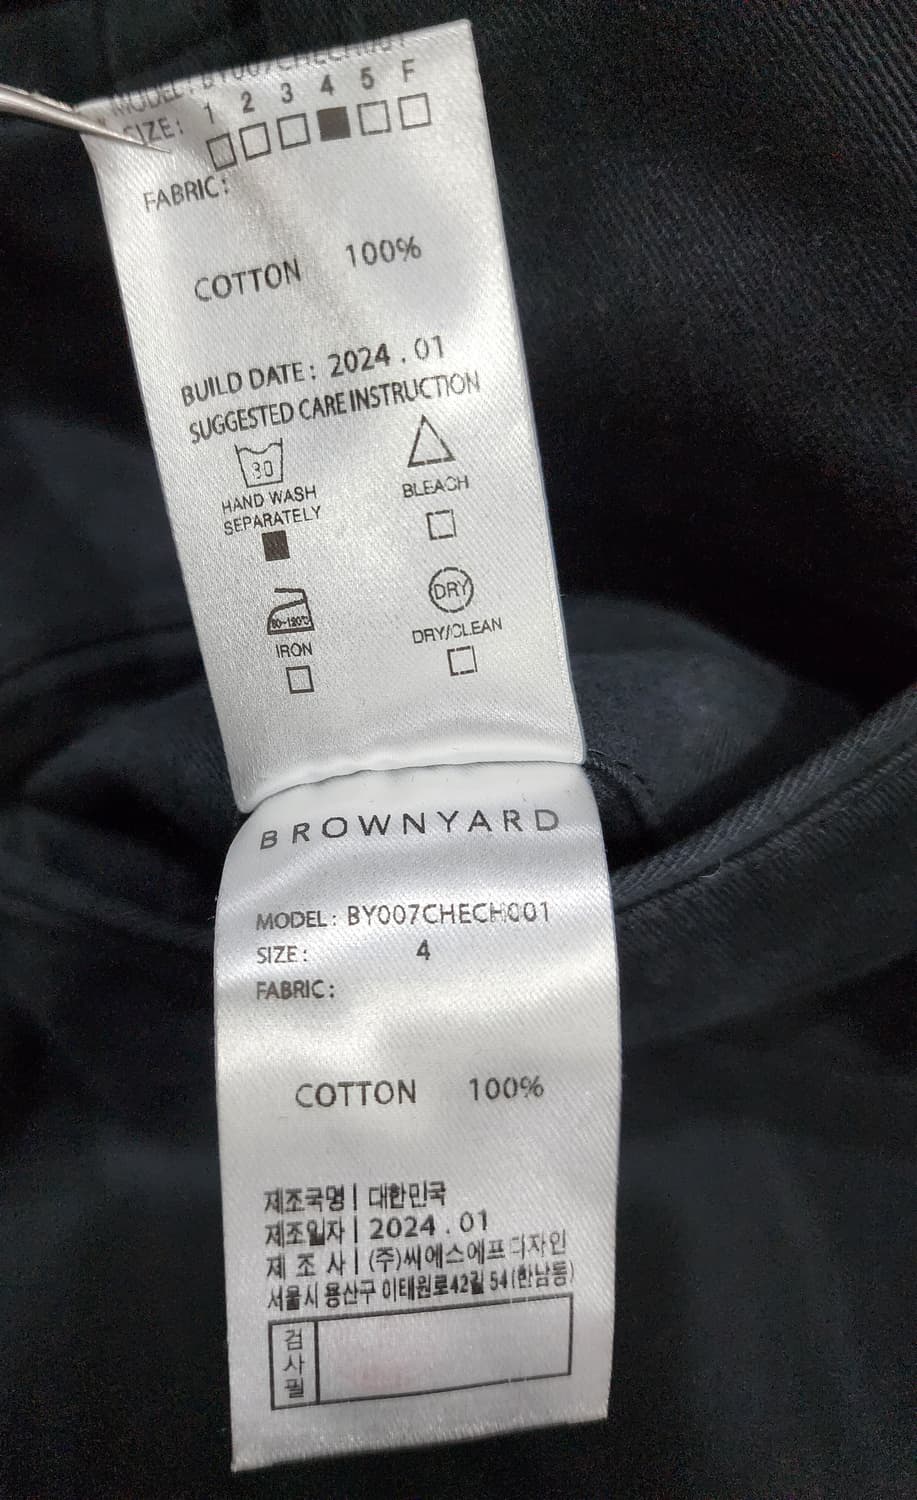 MODEL: BY007CHECH001
SIZE: 1 2 3 4 5 F
FABRIC:
COTTON 100%
BUILD DATE: 2024.01
SUGGESTED CARE INSTRUCTION
30
HAND WASH
SEPARATELY
BLEACH
80~120℃
IRON
DRY
DRY/CLEAN
BROWNYARD
MODEL: BY007CHECH001
SIZE: 4
FABRIC:
COTTON 100%
제조국명 | 대한민국
제조일자 | 2024.01
제 조 사 | (주)씨에스에프디자인
서울시 용산구 이태원로42길 54(한남동)
검사필